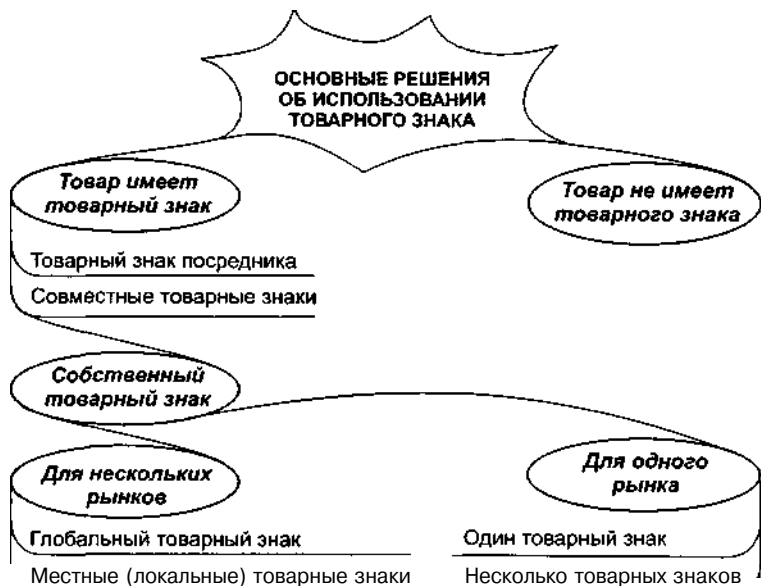 ОСНОВНЫЕ РЕШЕНИЯ
ОБ ИСПОЛЬЗОВАНИИ
ТОВАРНОГО ЗНАКА
Товар имеет
товарный знак
Товар не имеет
товарного знака
Товарный знак посредника
Совместные товарные знаки
Собственный
товарный знак
Для нескольких
рынков
Для одного
рынка
Глобальный товарный знак
Один товарный знак
Местные (локальные) товарные знаки
Несколько товарных знаков